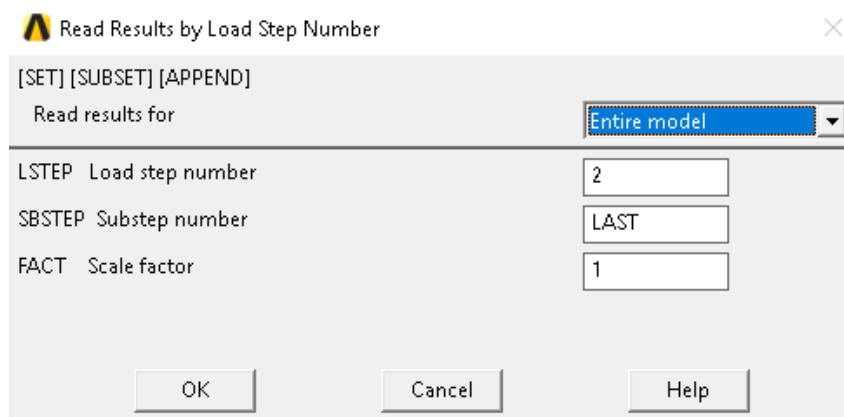 Read Results by Load Step Number
[SET] [SUBSET] [APPEND]
Read results for Entire model
LSTEP Load step number 2
SBSTEP Substep number LAST
FACT Scale factor 1
OK Cancel Help